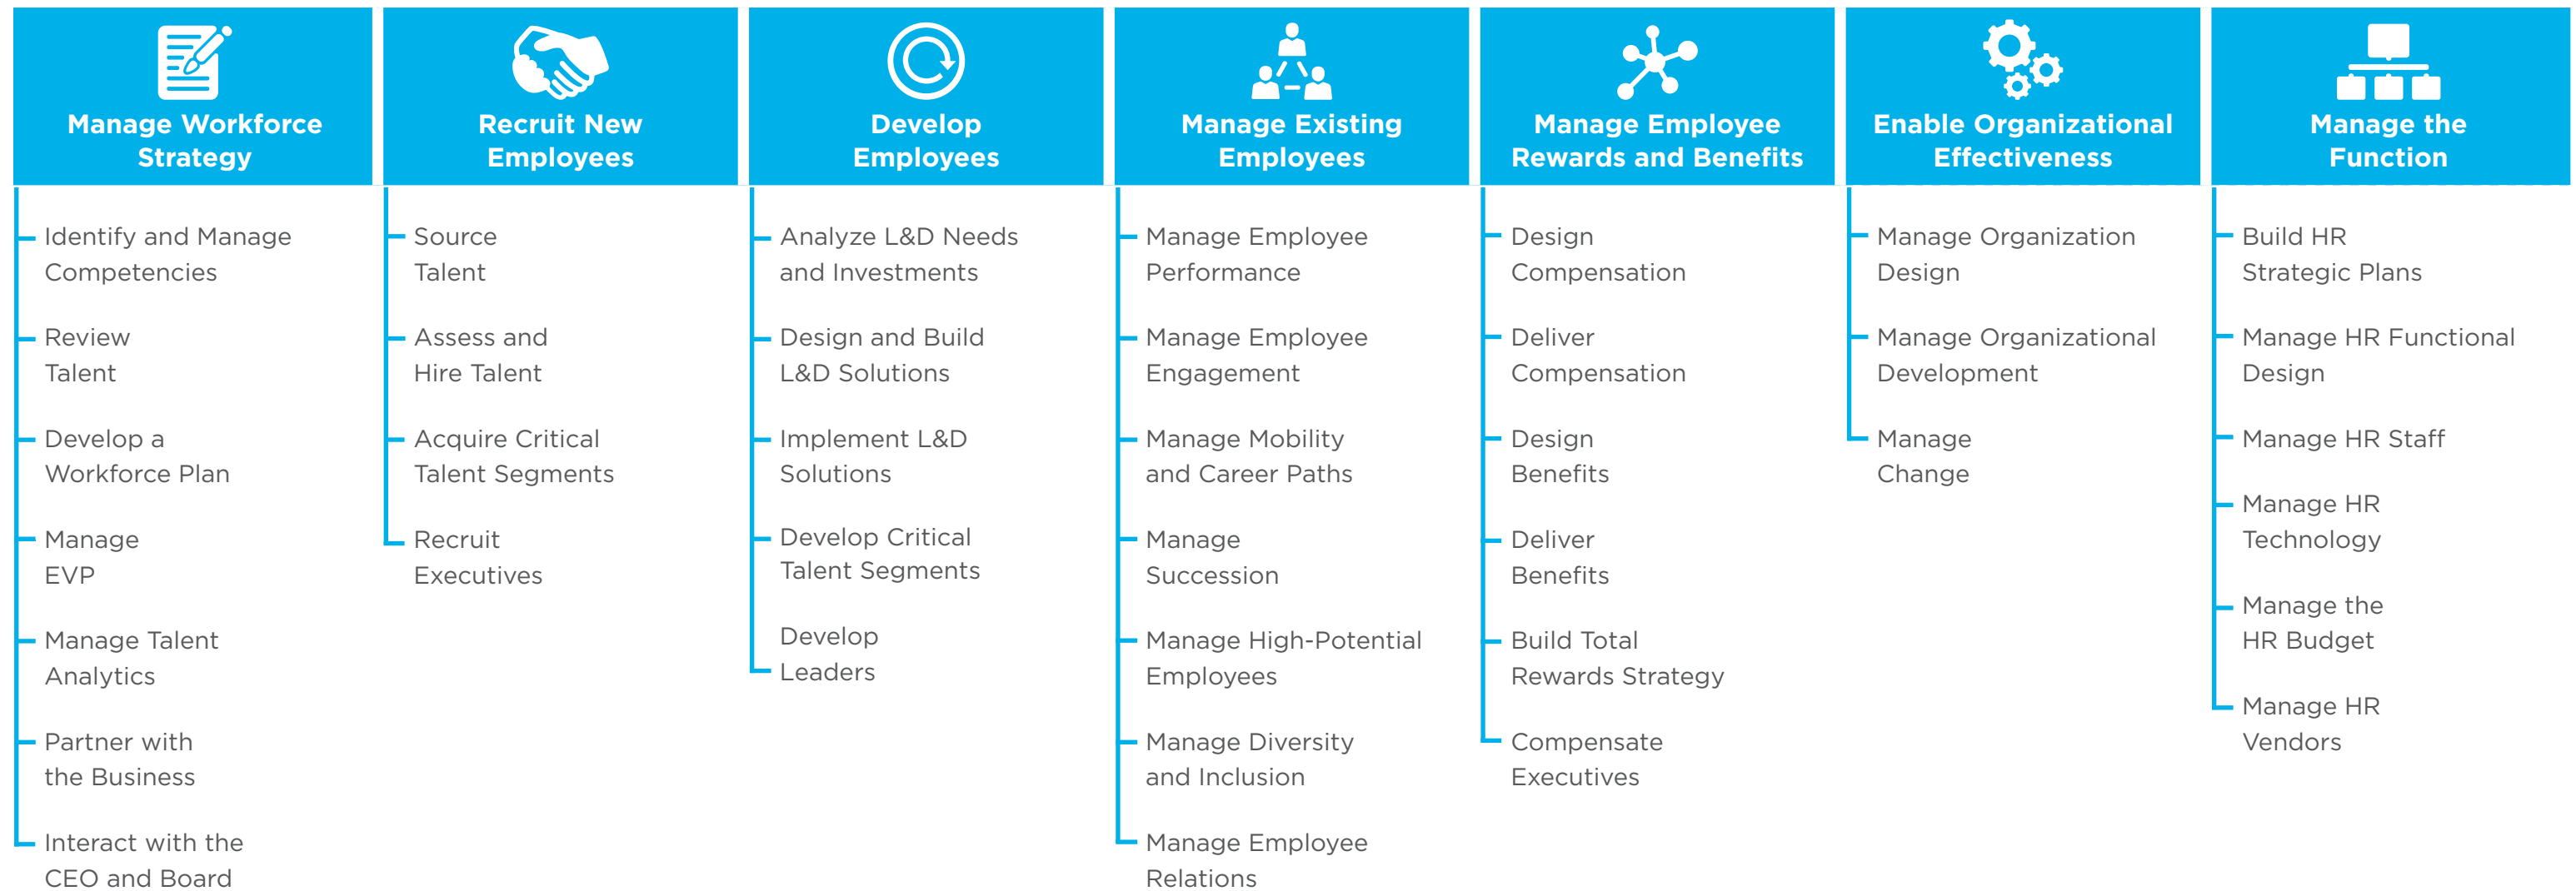 Manage Workforce
Strategy
Identify and Manage
Competencies
Review
Talent
Develop a
Workforce Plan
Manage
EVP
Manage Talent
Analytics
Partner with
the Business
Interact with the
CEO and Board
Recruit New
Employees
Source
Talent
Assess and
Hire Talent
Acquire Critical
Talent Segments
Recruit
Executives
Develop
Employees
Analyze L&D Needs
and Investments
Design and Build
L&D Solutions
Implement L&D
Solutions
Develop Critical
Talent Segments
Develop
Leaders
Manage Existing
Employees
Manage Employee
Performance
Manage Employee
Engagement
Manage Mobility
and Career Paths
Manage
Succession
Manage High-Potential
Employees
Manage Diversity
and Inclusion
Manage Employee
Relations
Manage Employee
Rewards and Benefits
Design
Compensation
Deliver
Compensation
Design
Benefits
Deliver
Benefits
Build Total
Rewards Strategy
Compensate
Executives
Enable Organizational
Effectiveness
Manage Organization
Design
Manage Organizational
Development
Manage
Change
Manage the
Function
Build HR
Strategic Plans
Manage HR Functional
Design
Manage HR Staff
Manage HR
Technology
Manage the
HR Budget
Manage HR
Vendors